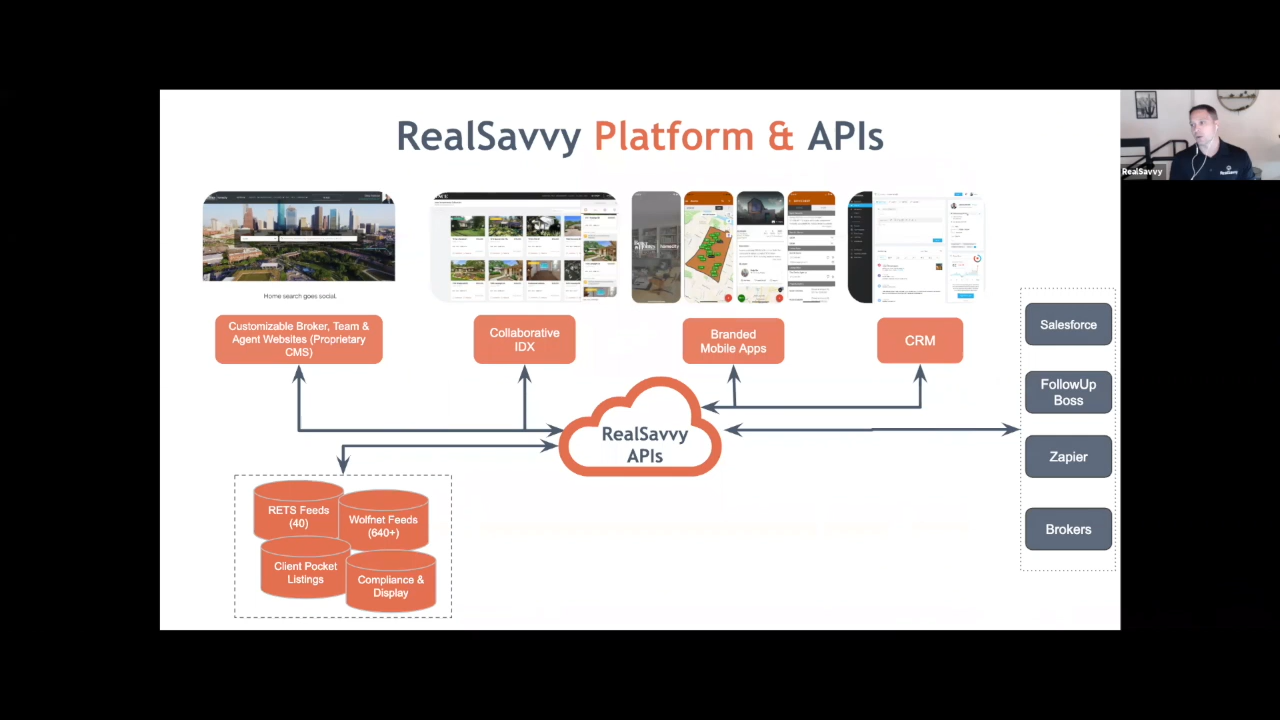 RealSavvy Platform & APIs
RealSavvy
Home search goes social.
Customizable Broker, Team &
Agent Websites (Proprietary
CMS)
Collaborative
IDX
Branded
Mobile Apps
CRM
Salesforce
FollowUp
Boss
Zapier
Brokers
RealSavvy
APIs
RETS Feeds
(40)
Wolfnet Feeds
(640+)
Client Pocket
Listings
Compliance &
Display